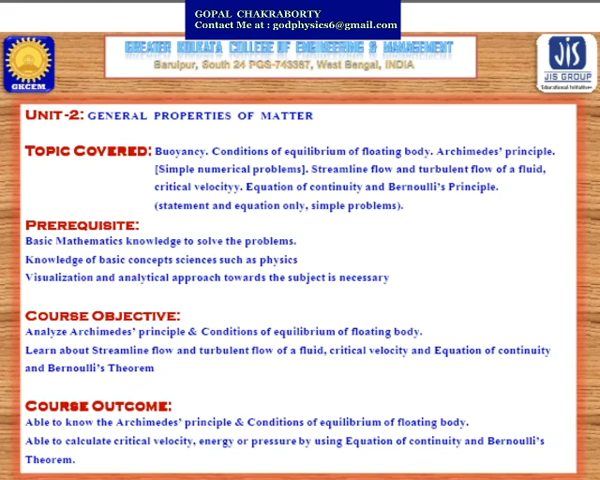 GOPAL CHAKRABORTY
Contact Me at : godphysics6@gmail.com
GREATER KOLKATA COLLEGE OF ENGINEERING & MANAGEMENT
Baruipur, South 24 PGS-743387, West Bengal, INDIA
GKCEM
JIS
JIS GROUP
Educational Initiatives
UNIT-2: GENERAL PROPERTIES OF MATTER
TOPIC COVERED: Buoyancy. Conditions of equilibrium of floating body. Archimedes' principle.
[Simple numerical problems]. Streamline flow and turbulent flow of a fluid,
critical velocityy. Equation of continuity and Bernoulli's Principle.
(statement and equation only, simple problems).
PREREQUISITE:
Basic Mathematics knowledge to solve the problems.
Knowledge of basic concepts sciences such as physics
Visualization and analytical approach towards the subject is necessary
COURSE OBJECTIVE:
Analyze Archimedes' principle & Conditions of equilibrium of floating body.
Learn about Streamline flow and turbulent flow of a fluid, critical velocity and Equation of continuity
and Bernoulli's Theorem
COURSE OUTCOME:
Able to know the Archimedes' principle & Conditions of equilibrium of floating body.
Able to calculate critical velocity, energy or pressure by using Equation of continuity and Bernoulli's
Theorem.